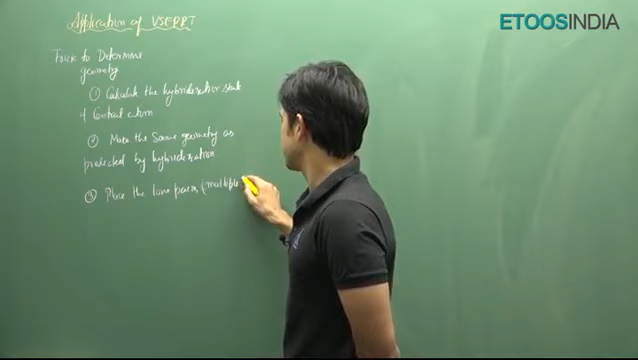 ETOOSINDIA
Application of VSEPRT
Trick to Determine
geometry
① Calculate the hybridisation state
of Central atom
② Make the Same geometry as
predicted by hybridisation
③ Place the lone pairs, (multiple